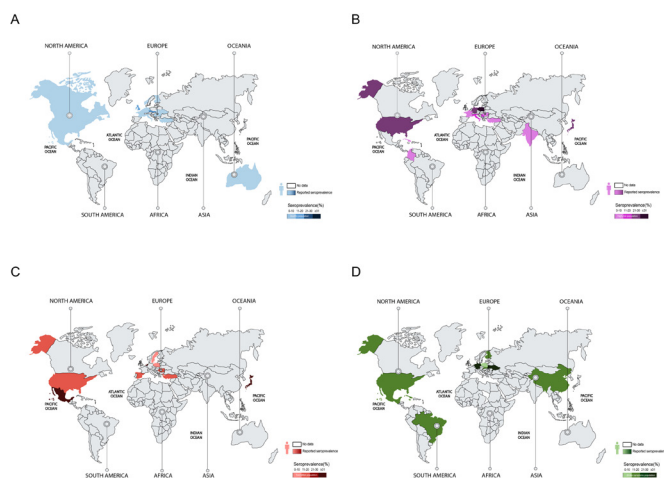 A
NORTH AMERICA
EUROPE
OCEANIA
PACIFIC
OCEAN
ATLANTIC
OCEAN
INDIAN
OCEAN
PACIFIC
OCEAN
No data
Reported seroprevalence
Seroprevalence(%)
SOUTH AMERICA
AFRICA
ASIA
B
NORTH AMERICA
EUROPE
OCEANIA
PACIFIC
OCEAN
ATLANTIC
OCEAN
INDIAN
OCEAN
PACIFIC
OCEAN
No data
Reported seroprevalence
Seroprevalence(%)
SOUTH AMERICA
AFRICA
ASIA
C
NORTH AMERICA
EUROPE
OCEANIA
PACIFIC
OCEAN
ATLANTIC
OCEAN
INDIAN
OCEAN
PACIFIC
OCEAN
No data
Reported seroprevalence
Seroprevalence(%)
SOUTH AMERICA
AFRICA
ASIA
D
NORTH AMERICA
EUROPE
OCEANIA
PACIFIC
OCEAN
ATLANTIC
OCEAN
INDIAN
OCEAN
PACIFIC
OCEAN
No data
Reported seroprevalence
Seroprevalence(%)
SOUTH AMERICA
AFRICA
ASIA